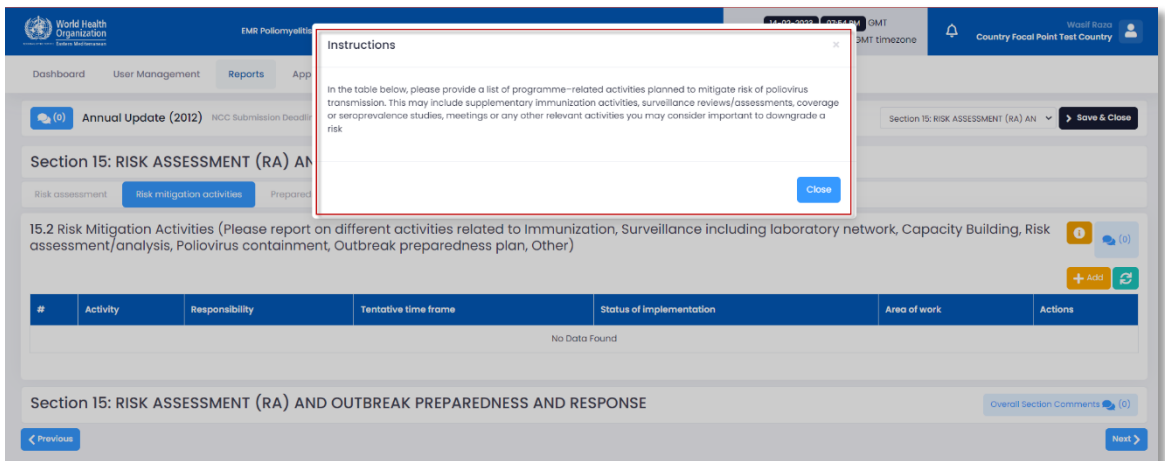 World Health
Organization
Eastern Mediterranean
EMR Poliomyelitis
14-02-2023 07:54 PM GMT
GMT timezone
Wasif Raza
Country Focal Point Test Country
Dashboard User Management Reports App
Instructions ×
In the table below, please provide a list of programme-related activities planned to mitigate risk of poliovirus
transmission. This may include supplementary immunization activities, surveillance reviews/assessments, coverage
or seroprevalence studies, meetings or any other relevant activities you may consider important to downgrade a
risk
Close
(0) Annual Update (2012) NCC Submission Deadlin
Section 15: RISK ASSESSMENT (RA) AN
Save & Close
Section 15: RISK ASSESSMENT (RA) AN
Risk assessment Risk mitigation activities Prepared
15.2 Risk Mitigation Activities (Please report on different activities related to Immunization, Surveillance including laboratory network, Capacity Building, Risk
assessment/analysis, Poliovirus containment, Outbreak preparedness plan, Other)
(0)
+ Add
# Activity Responsibility Tentative time frame Status of implementation Area of work Actions
No Data Found
Section 15: RISK ASSESSMENT (RA) AND OUTBREAK PREPAREDNESS AND RESPONSE
Overall Section Comments (0)
Previous
Next